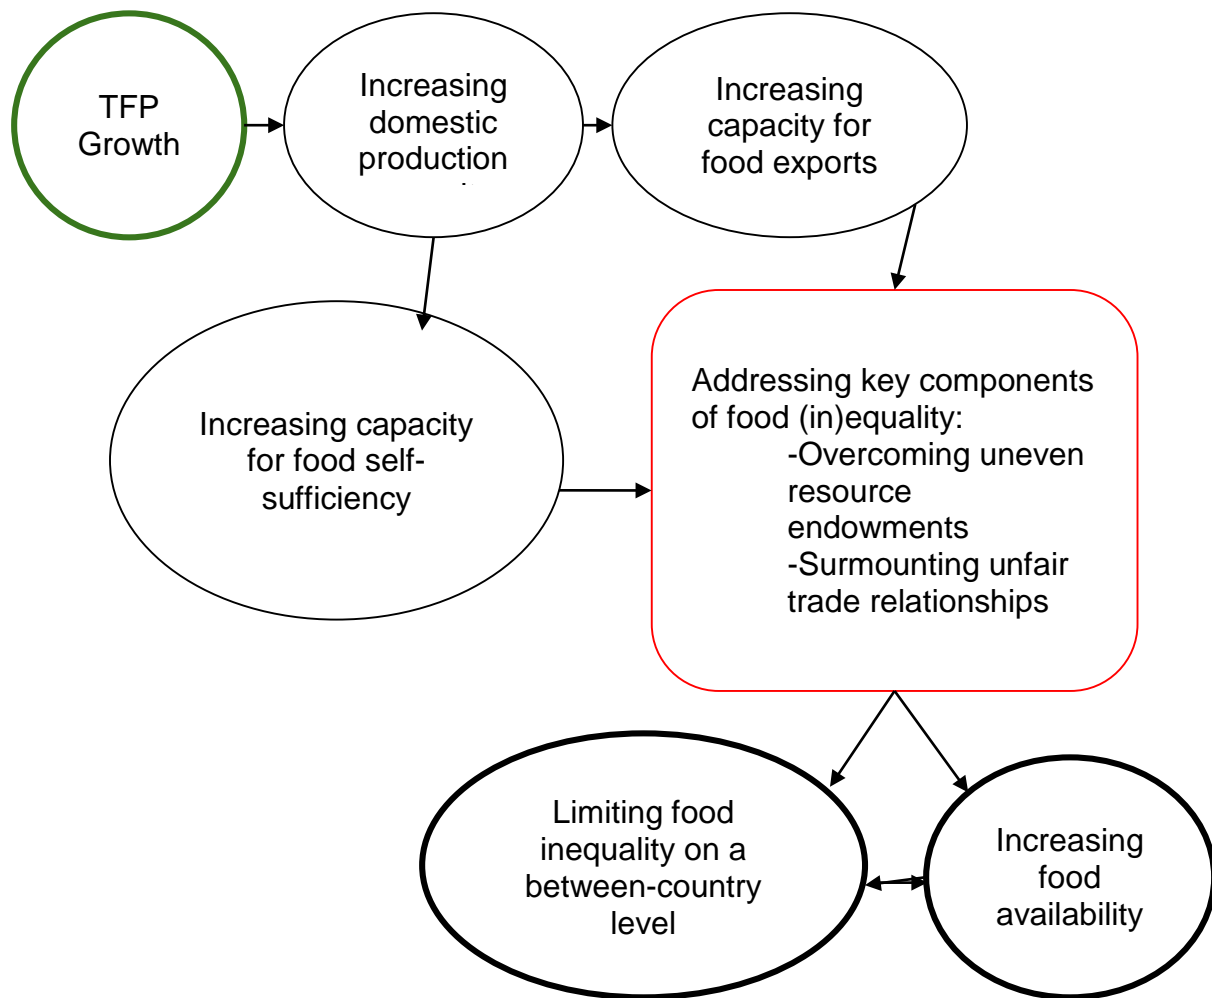 TFP
Growth
Increasing
domestic
production
Increasing
capacity for
food exports
Increasing capacity
for food self-
sufficiency
Addressing key components
of food (in)equality:
-Overcoming uneven
resource
endowments
-Surmounting unfair
trade relationships
Limiting food
inequality on a
between-country
level
Increasing
food
availability